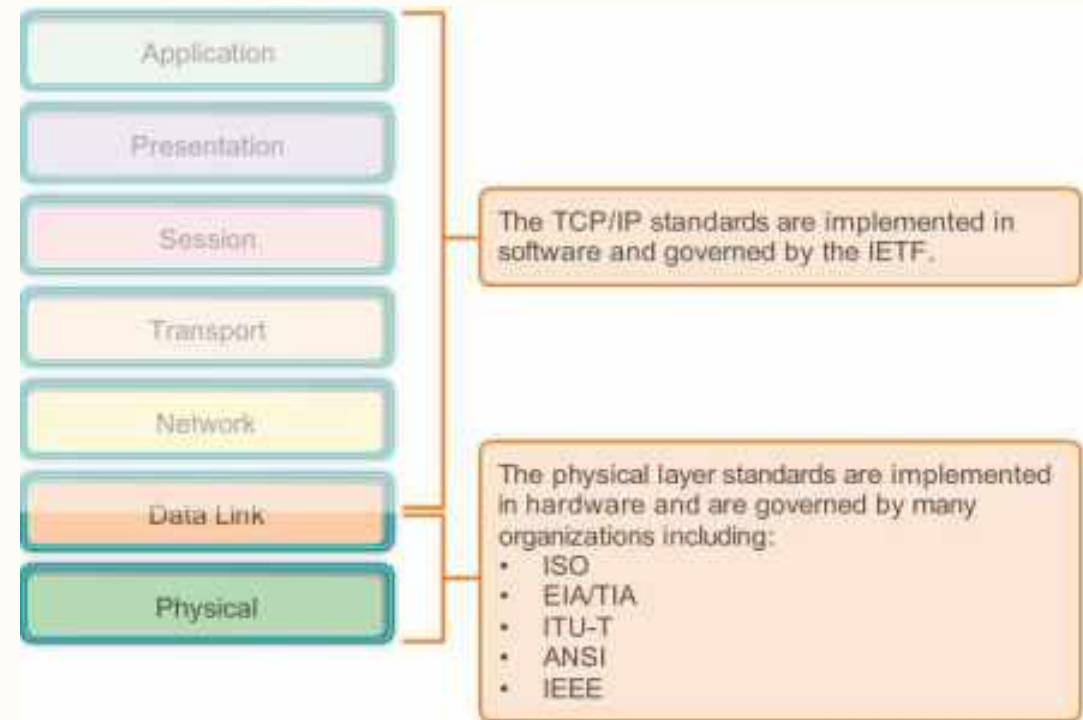 Application
Presentation
Session
Transport
Network
Data Link
Physical
The TCP/IP standards are implemented in
software and governed by the IETF.
The physical layer standards are implemented
in hardware and are governed by many
organizations including:
• ISO
• EIA/TIA
• ITU-T
• ANSI
• IEEE